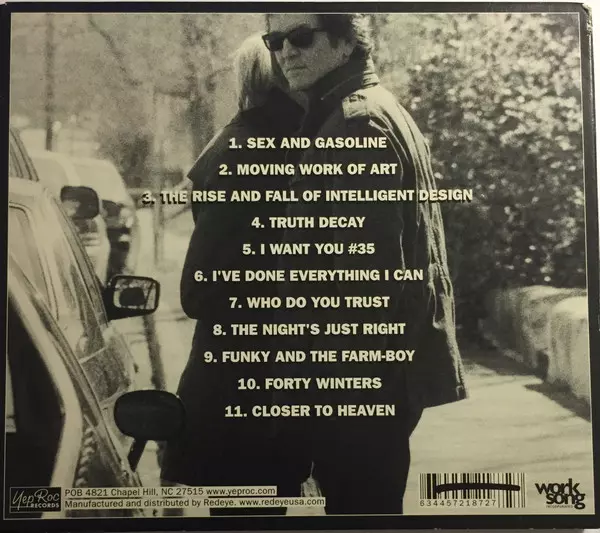 1. SEX AND GASOLINE
2. MOVING WORK OF ART
3. THE RISE AND FALL OF INTELLIGENT DESIGN
4. TRUTH DECAY
5. I WANT YOU #35
6. I'VE DONE EVERYTHING I CAN
7. WHO DO YOU TRUST
8. THE NIGHT'S JUST RIGHT
9. FUNKY AND THE FARM-BOY
10. FORTY WINTERS
11. CLOSER TO HEAVEN
Yep Roc
RECORDS
POB 4821 Chapel Hill, NC 27515 www.yeproc.com
Manufactured and distributed by Redeye. www.redeyeusa.com
634457218727
work
song